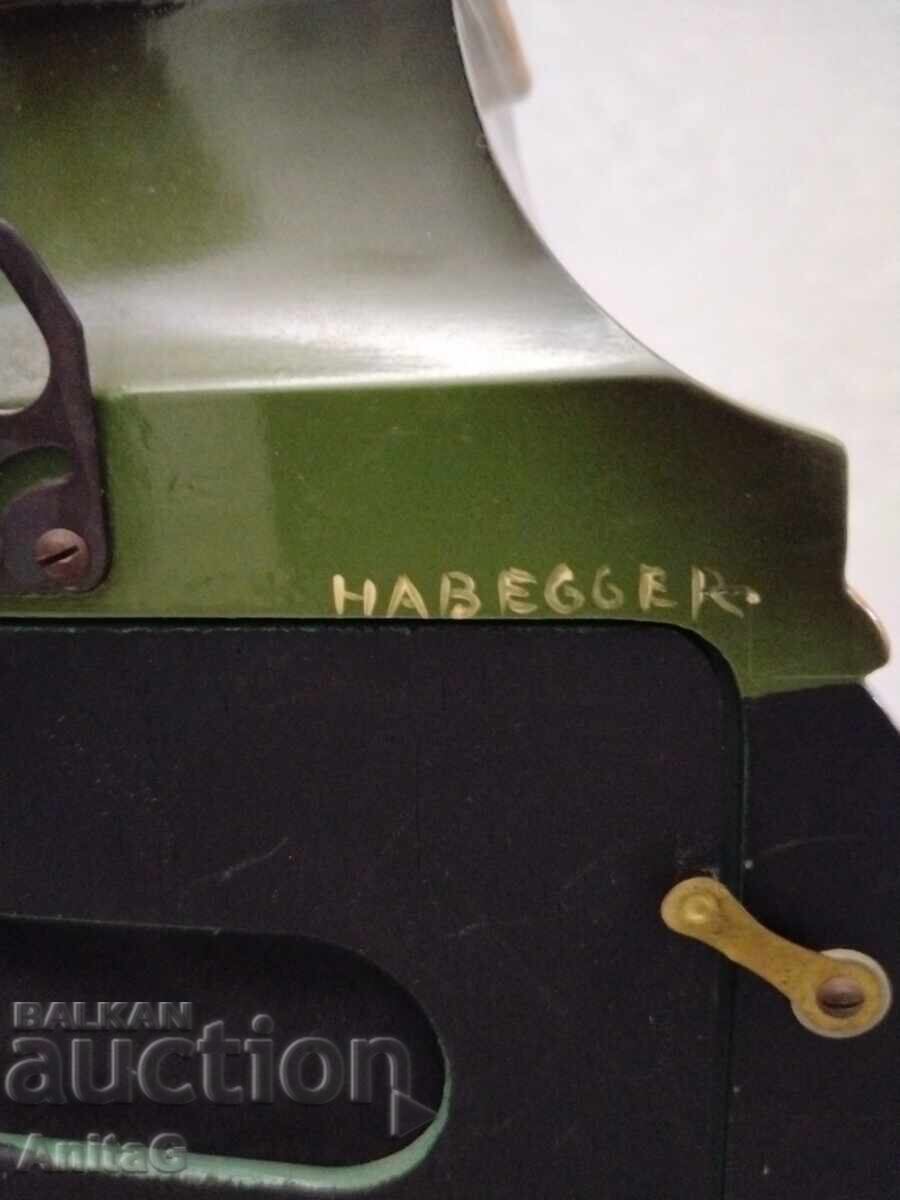 HABEGGER
BALKAN
auction
AnitaG